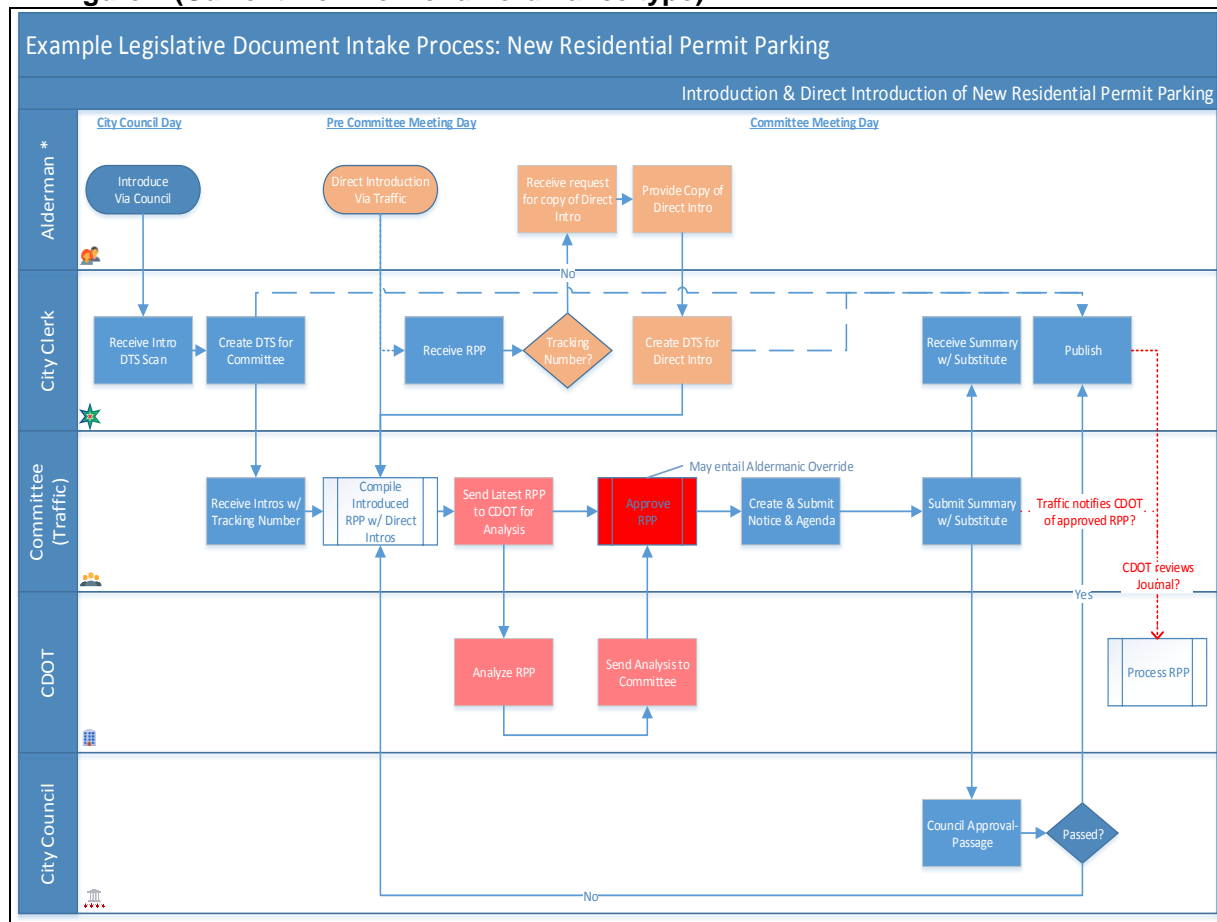 Example Legislative Document Intake Process: New Residential Permit Parking
Introduction & Direct Introduction of New Residential Permit Parking
Alderman *
City Council Day
Pre Committee Meeting Day
Committee Meeting Day
Introduce
Via Council
Direct Introduction
Via Traffic
Receive request
for copy of Direct
Intro
Provide Copy of
Direct Intro
No
City Clerk
Receive Intro
DTS Scan
Create DTS for
Committee
Receive RPP
Tracking
Number?
Create DTS for
Direct Intro
Receive Summary
w/ Substitute
Publish
Committee
(Traffic)
May entail Aldermanic Override
Receive Intros w/
Tracking Number
Compile
Introduced
RPP w/ Direct
Intros
Send Latest RPP
to CDOT for
Analysis
Approve
RPP
Create & Submit
Notice & Agenda
Submit Summary
w/ Substitute
Traffic notifies CDOT
of approved RPP?
CDOT reviews
Journal?
Yes
CDOT
Analyze RPP
Send Analysis to
Committee
Process RPP
City Council
Council Approval-
Passage
Passed?
No